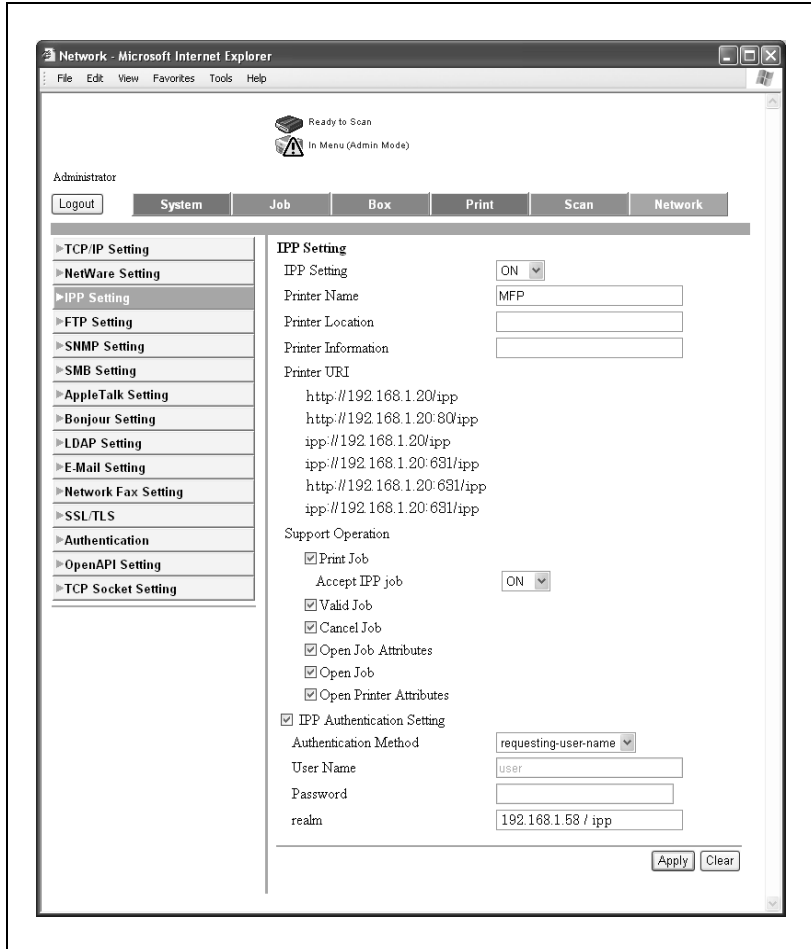 Network - Microsoft Internet Explorer
File Edit View Favorites Tools Help
Ready to Scan
In Menu (Admin Mode)
Administrator
Logout System Job Box Print Scan Network
TCP/IP Setting
NetWare Setting
IPP Setting
FTP Setting
SNMP Setting
SMB Setting
AppleTalk Setting
Bonjour Setting
LDAP Setting
E-Mail Setting
Network Fax Setting
SSL/TLS
Authentication
OpenAPI Setting
TCP Socket Setting
IPP Setting
IPP Setting ON
Printer Name MFP
Printer Location
Printer Information
Printer URI
http://192.168.1.20/ipp
http://192.168.1.20:80/ipp
ipp://192.168.1.20/ipp
ipp://192.168.1.20:631/ipp
http://192.168.1.20:631/ipp
ipp://192.168.1.20:631/ipp
Support Operation
Print Job
Accept IPP job ON
Valid Job
Cancel Job
Open Job Attributes
Open Job
Open Printer Attributes
IPP Authentication Setting
Authentication Method requesting-user-name
User Name user
Password
realm 192.168.1.58 / ipp
Apply Clear